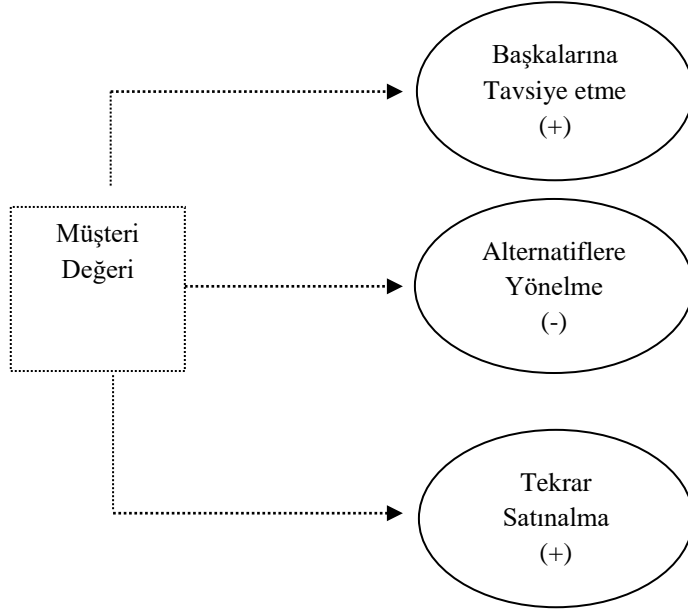 Başkalarına
Tavsiye etme
(+)
Müşteri
Değeri
Alternatiflere
Yönelme
(-)
Tekrar
Satınalma
(+)